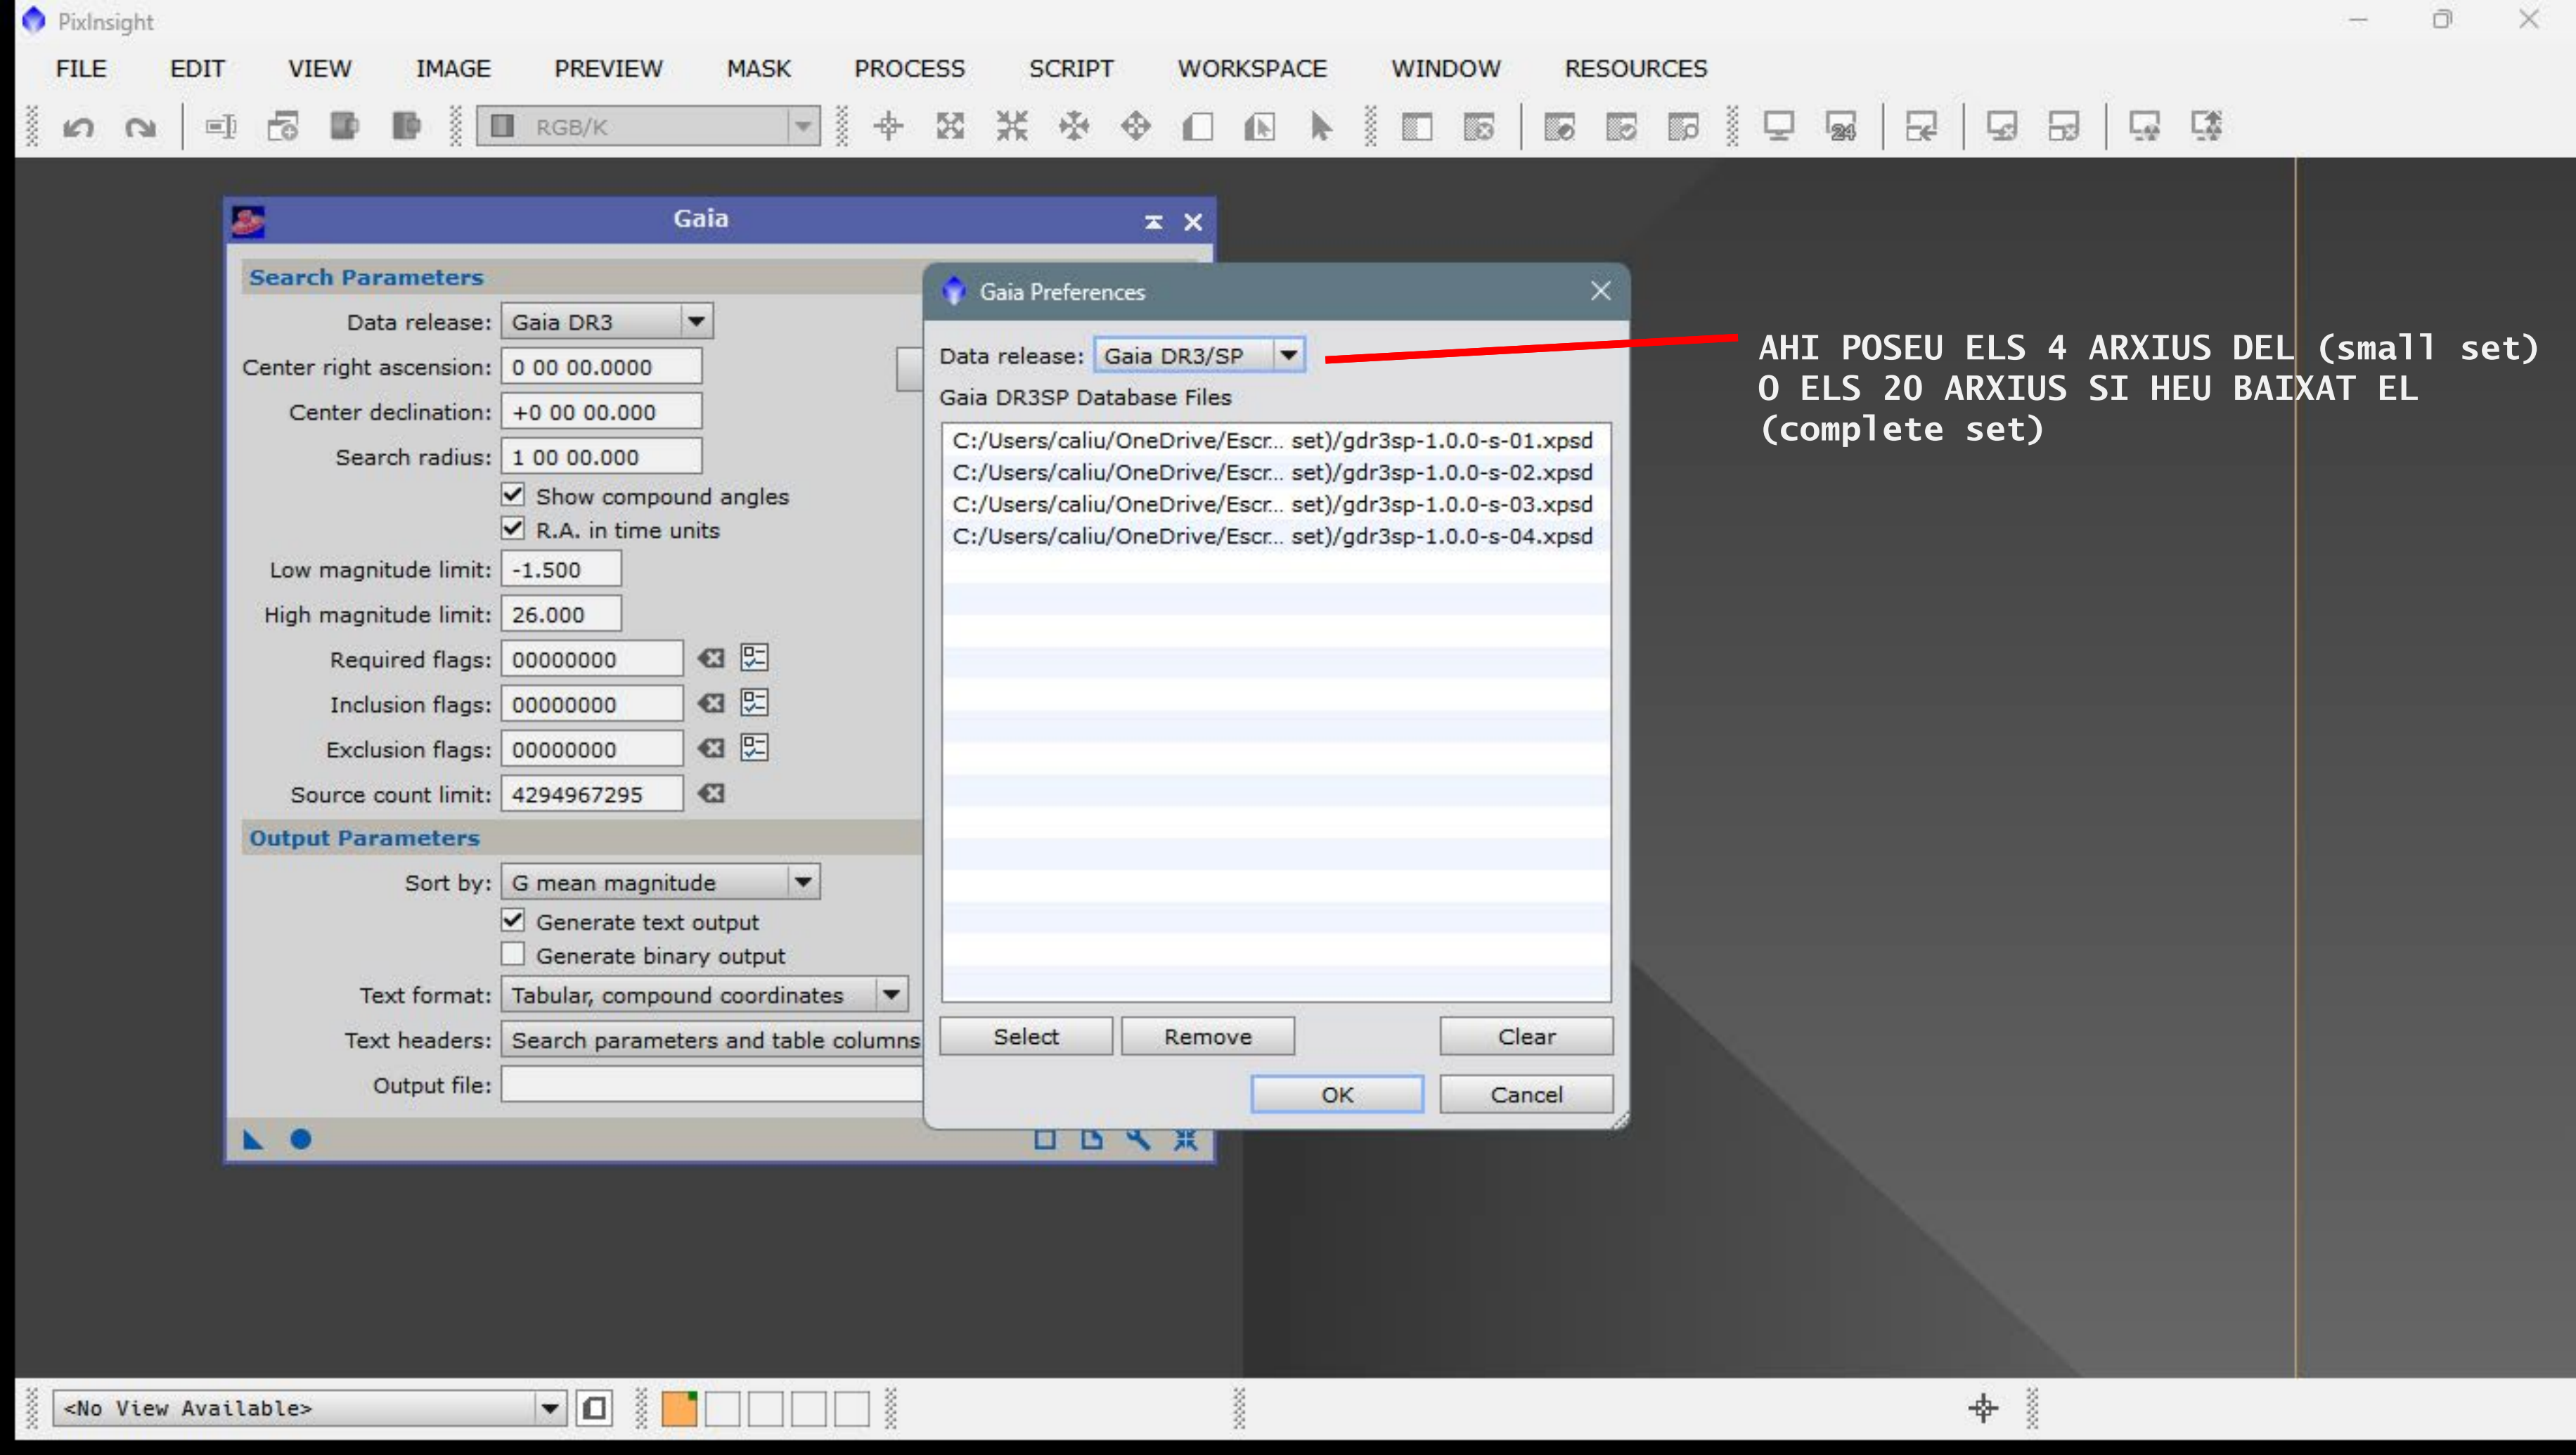 PixInsight
FILE EDIT VIEW IMAGE PREVIEW MASK PROCESS SCRIPT WORKSPACE WINDOW RESOURCES
RGB/K
24
Gaia
Search Parameters
Data release: Gaia DR3
Center right ascension: 0 00 00.0000
Center declination: +0 00 00.000
Search radius: 1 00 00.000
Show compound angles
R.A. in time units
Low magnitude limit: -1.500
High magnitude limit: 26.000
Required flags: 00000000
Inclusion flags: 00000000
Exclusion flags: 00000000
Source count limit: 4294967295
Output Parameters
Sort by: G mean magnitude
Generate text output
Generate binary output
Text format: Tabular, compound coordinates
Text headers: Search parameters and table columns
Output file:
Gaia Preferences
Data release: Gaia DR3/SP
Gaia DR3SP Database Files
C:/Users/caliu/OneDrive/Escr... set)/gdr3sp-1.0.0-s-01.xpsd
C:/Users/caliu/OneDrive/Escr... set)/gdr3sp-1.0.0-s-02.xpsd
C:/Users/caliu/OneDrive/Escr... set)/gdr3sp-1.0.0-s-03.xpsd
C:/Users/caliu/OneDrive/Escr... set)/gdr3sp-1.0.0-s-04.xpsd
Select Remove Clear
OK Cancel
AHI POSEU ELS 4 ARXIUS DEL (small set)
O ELS 20 ARXIUS SI HEU BAIXAT EL
(complete set)
<No View Available>